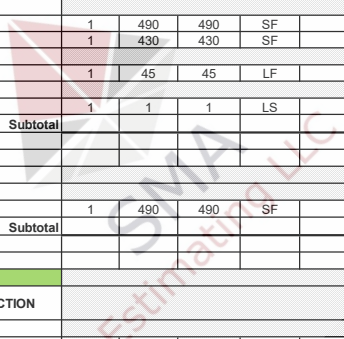 1 490 490 SF
1 430 430 SF
1 45 45 LF
1 1 1 LS
Subtotal
1 490 490 SF
Subtotal
CTION
SMA
Estimating LLC